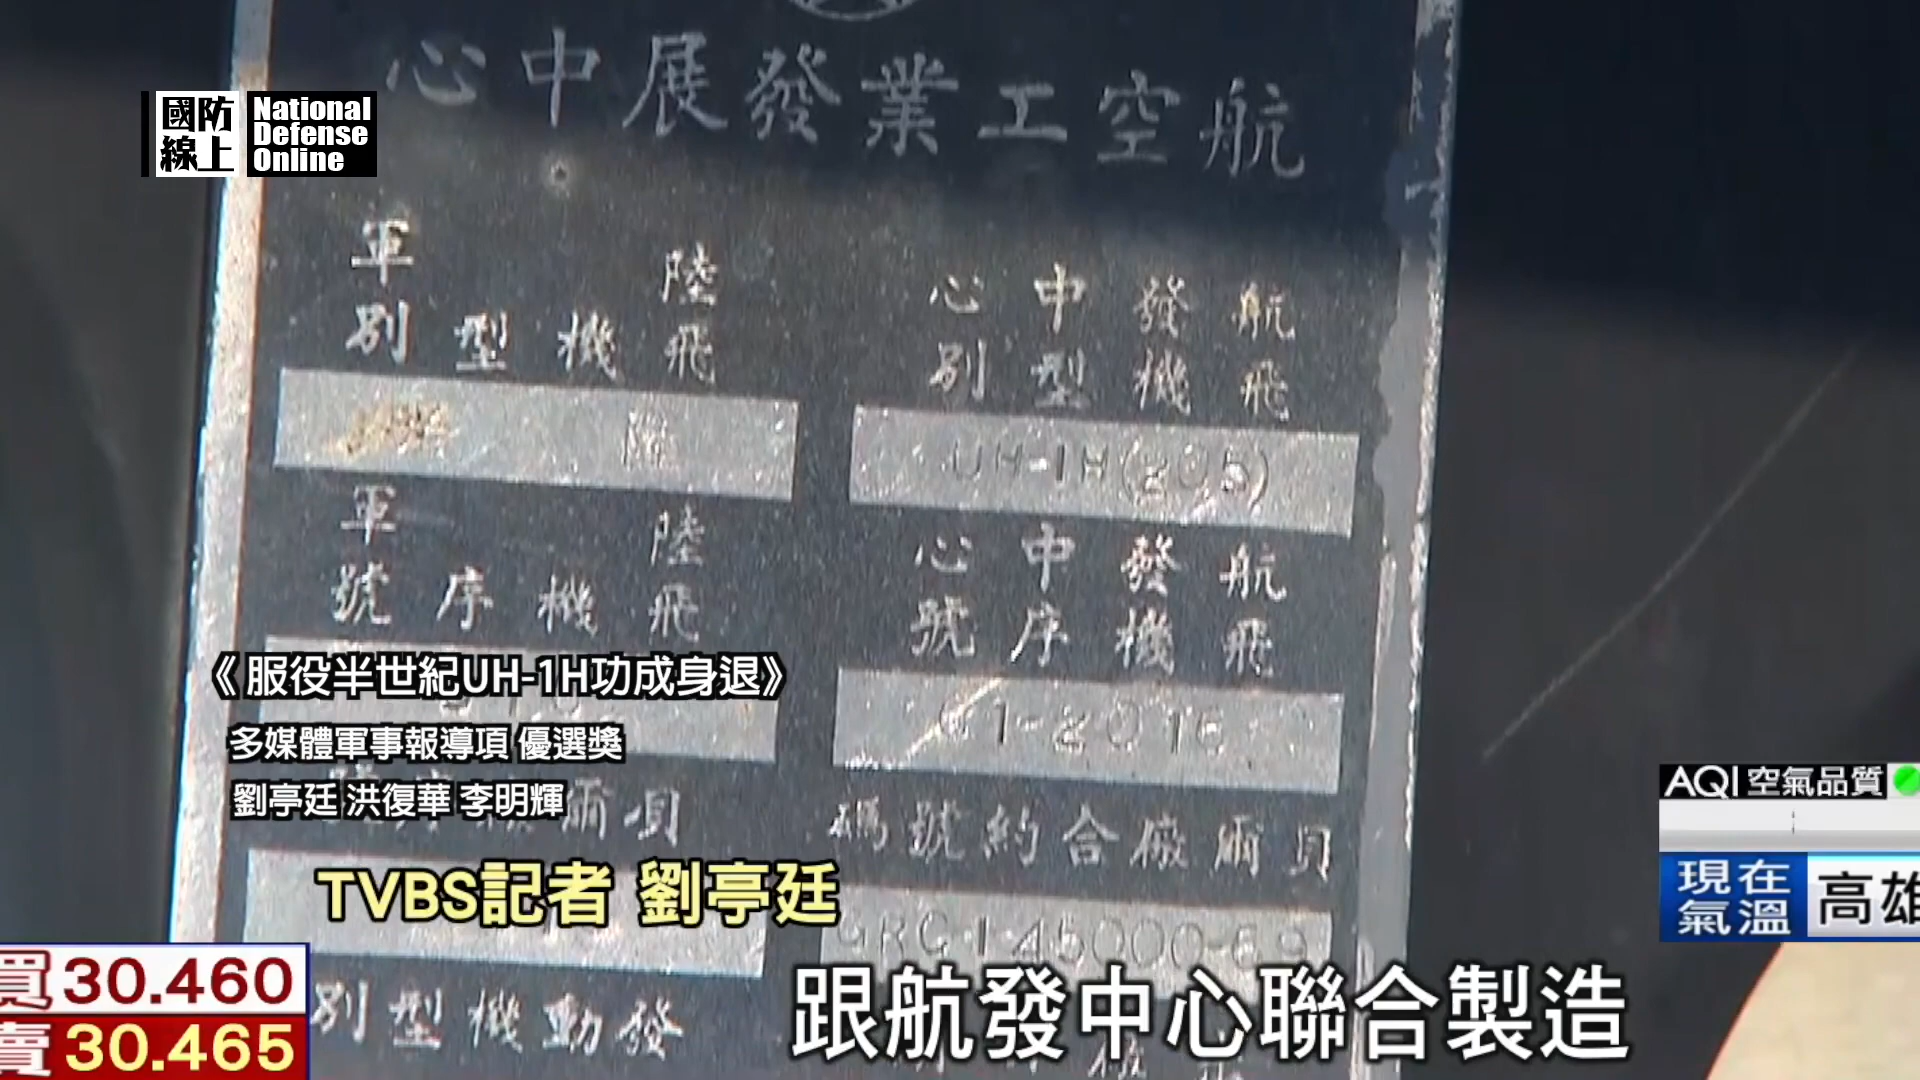 心中展發業工空航
國防線上
National
Defense
Online
軍陸
別型機飛
心中發航
別型機飛
陸
UH-1H(205)
軍陸
號序機飛
心中發航
號序機飛
《服役半世紀UH-1H功成身退》
多媒體軍事報導項 優選獎
劉亭廷 洪復華 李明輝
爾貝
碼號約合廠爾貝
TVBS記者 劉亭廷
別型機動發
跟航發中心聯合製造
AQI 空氣品質
現在
氣溫
高雄
買 30.460
賣 30.465